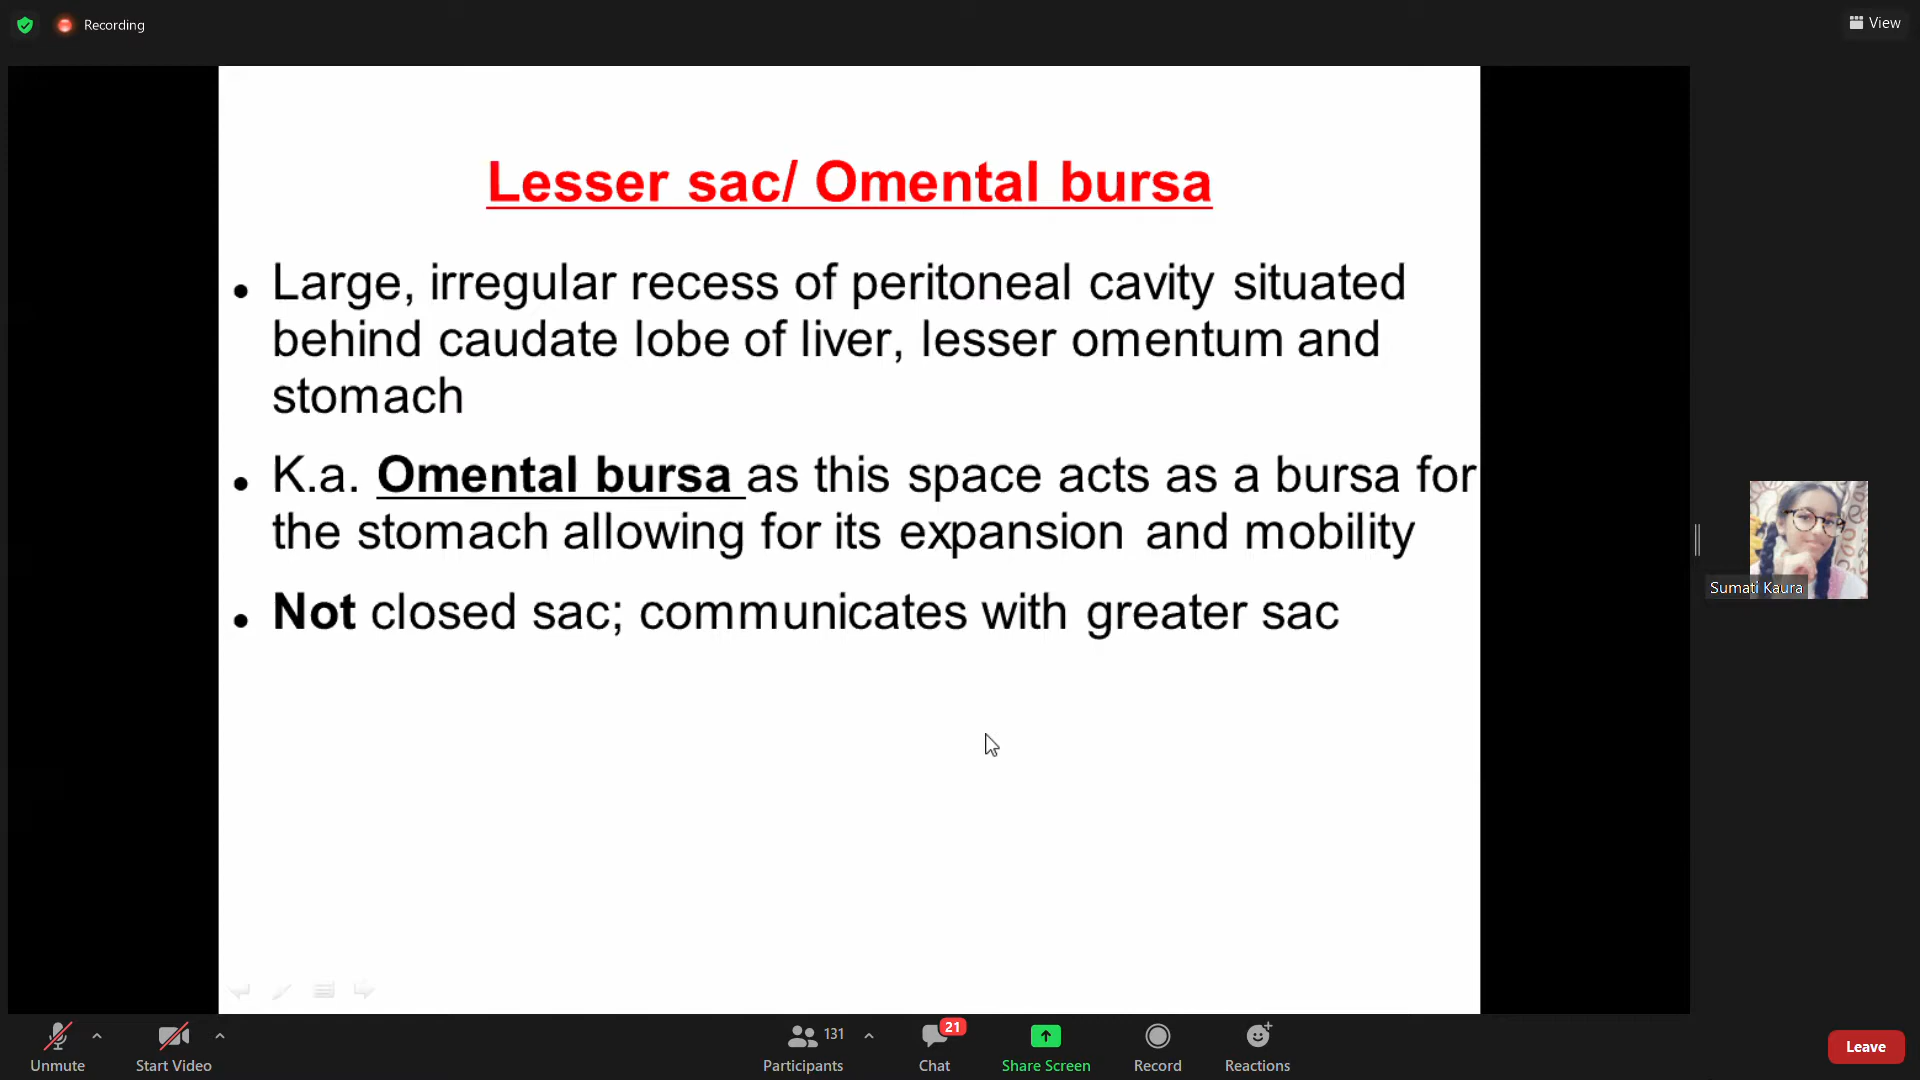 Recording
View
Lesser sac/ Omental bursa
• Large, irregular recess of peritoneal cavity situated
behind caudate lobe of liver, lesser omentum and
stomach
• K.a. Omental bursa as this space acts as a bursa for
the stomach allowing for its expansion and mobility
• Not closed sac; communicates with greater sac
Sumati Kaura
Unmute
Start Video
131
Participants
21
Chat
Share Screen
Record
Reactions
Leave